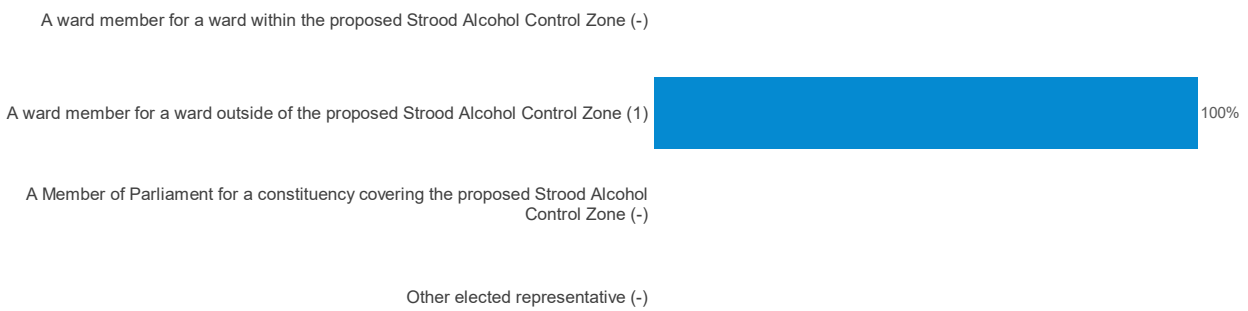 A ward member for a ward within the proposed Strood Alcohol Control Zone (-)
A ward member for a ward outside of the proposed Strood Alcohol Control Zone (1)
100%
A Member of Parliament for a constituency covering the proposed Strood Alcohol
Control Zone (-)
Other elected representative (-)